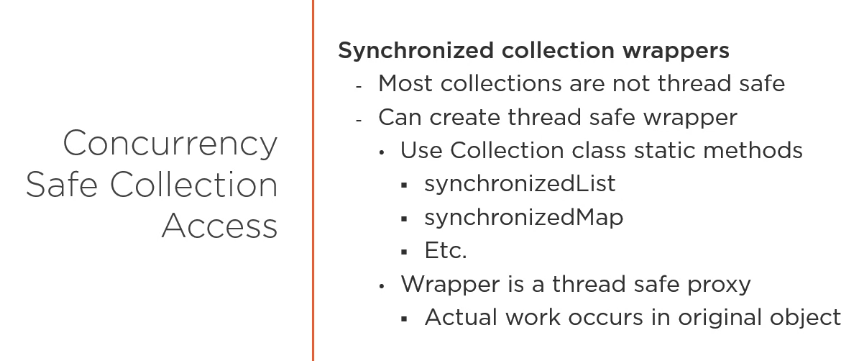 Concurrency
Safe Collection
Access
Synchronized collection wrappers
- Most collections are not thread safe
- Can create thread safe wrapper
• Use Collection class static methods
▪ synchronizedList
▪ synchronizedMap
▪ Etc.
• Wrapper is a thread safe proxy
▪ Actual work occurs in original object